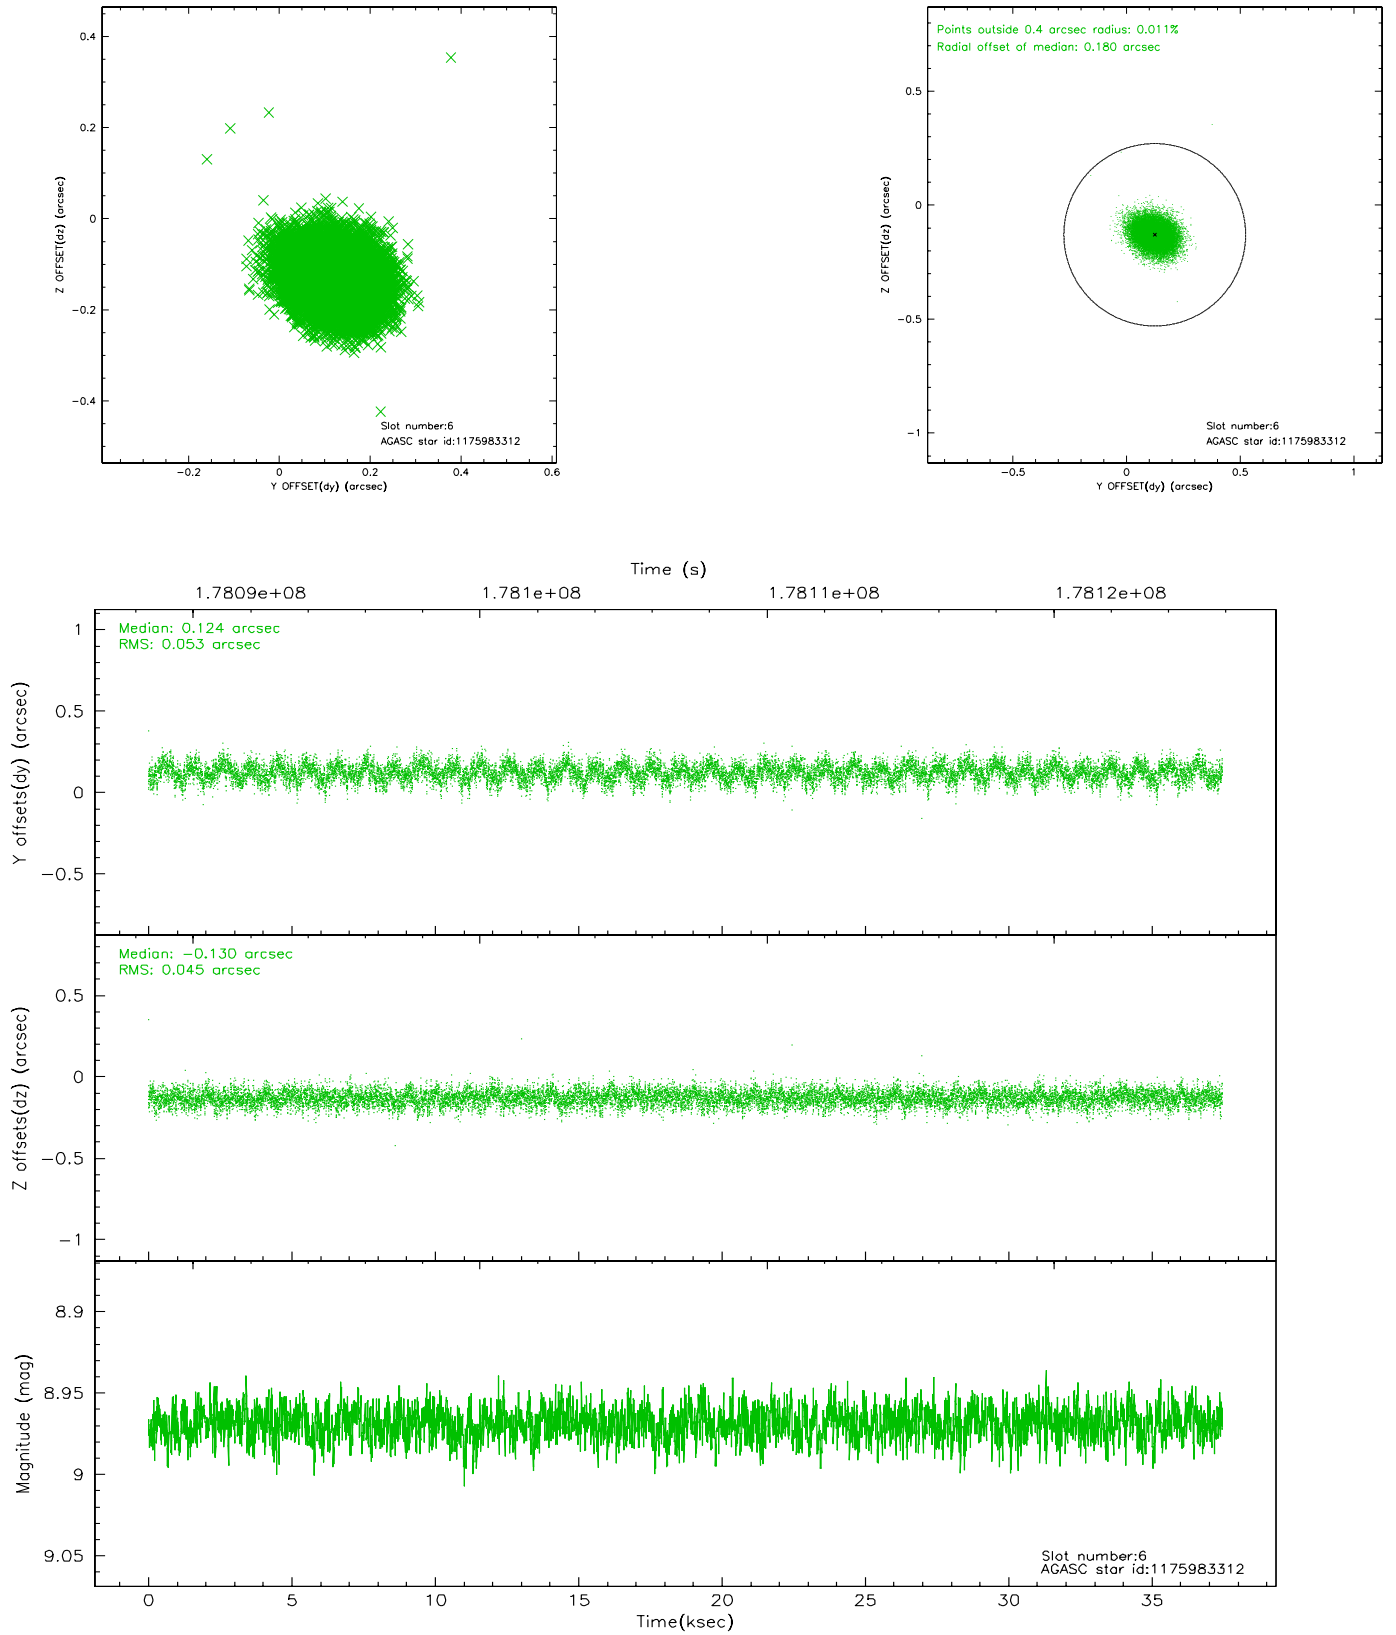 0.4
0.2
0
−0.2
−0.4
Z OFFSET(dz) (arcsec)
Slot number:6
AGASC star id:1175983312
−0.2 0 0.2 0.4 0.6
Y OFFSET(dy) (arcsec)
Points outside 0.4 arcsec radius: 0.011%
Radial offset of median: 0.180 arcsec
0.5
0
−0.5
−1
Z OFFSET(dz) (arcsec)
Slot number:6
AGASC star id:1175983312
−0.5 0 0.5 1
Y OFFSET(dy) (arcsec)
Time (s)
1.7809e+08 1.781e+08 1.7811e+08 1.7812e+08
Median: 0.124 arcsec
RMS: 0.053 arcsec
1
0.5
0
−0.5
Y offsets(dy) (arcsec)
Median: −0.130 arcsec
RMS: 0.045 arcsec
0.5
0
−0.5
−1
Z offsets(dz) (arcsec)
8.9
8.95
9
9.05
Magnitude (mag)
Slot number:6
AGASC star id:1175983312
0 5 10 15 20 25 30 35
Time(ksec)